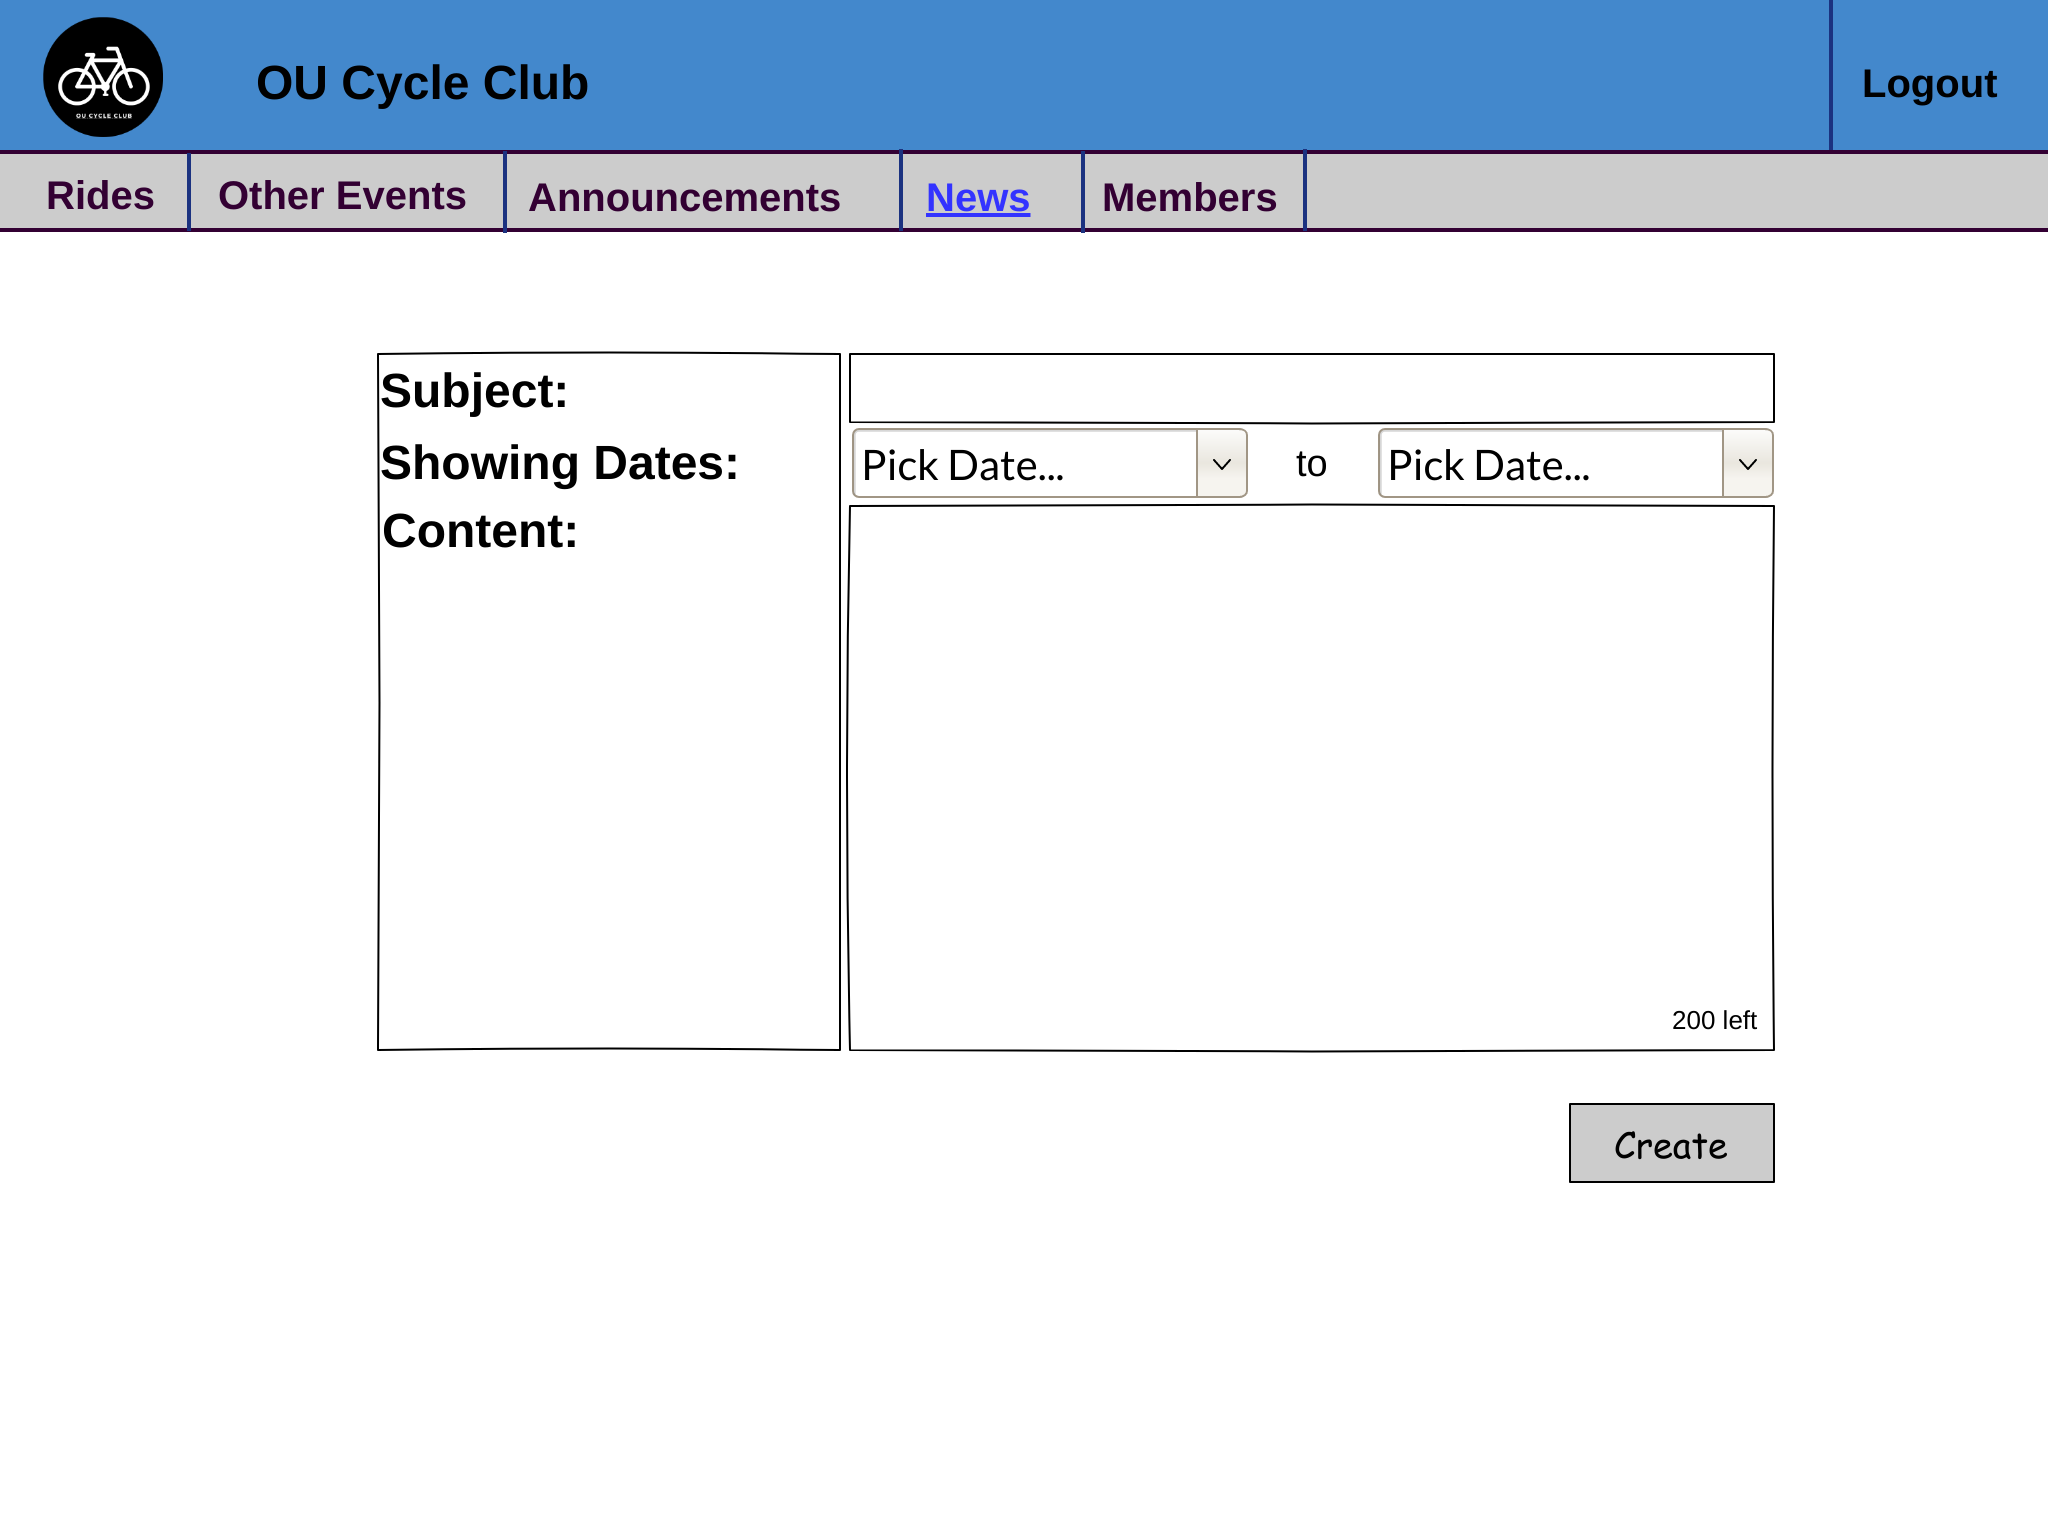 OU CYCLE CLUB
OU Cycle Club
Logout
Rides
Other Events
Announcements
News
Members
Subject:
Showing Dates:
Pick Date...
to
Pick Date...
Content:
200 left
Create